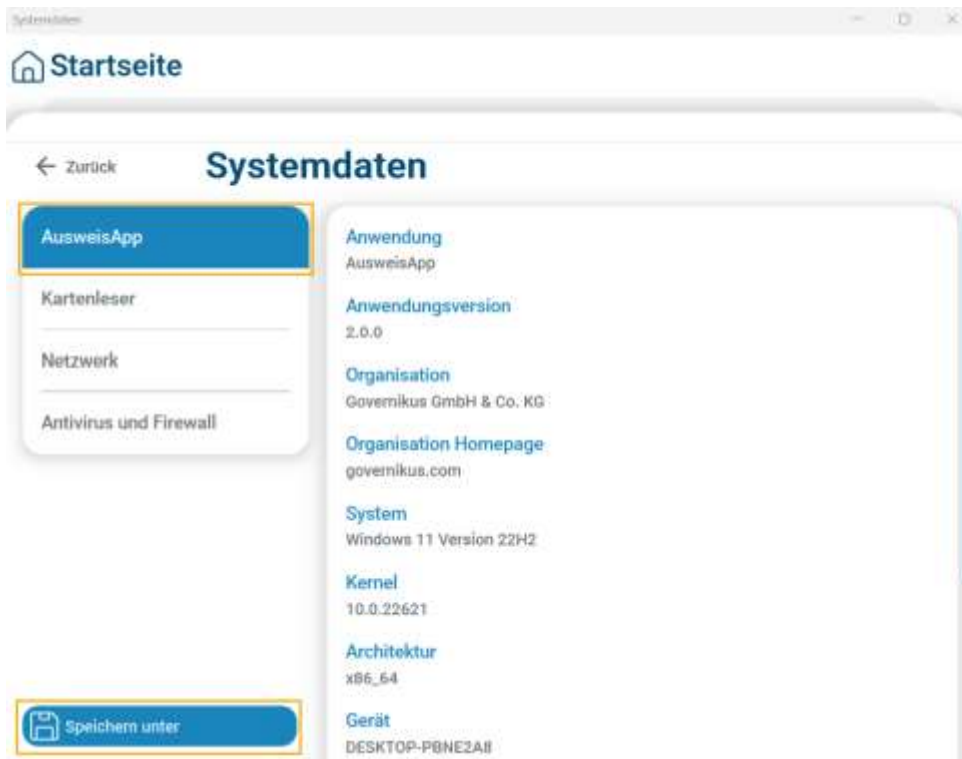 Systemdaten
Startseite
← Zurück
Systemdaten
AusweisApp
Kartenleser
Netzwerk
Antivirus und Firewall
Speichern unter
Anwendung
AusweisApp
Anwendungsversion
2.0.0
Organisation
Governikus GmbH & Co. KG
Organisation Homepage
governikus.com
System
Windows 11 Version 22H2
Kernel
10.0.22621
Architektur
x86_64
Gerät